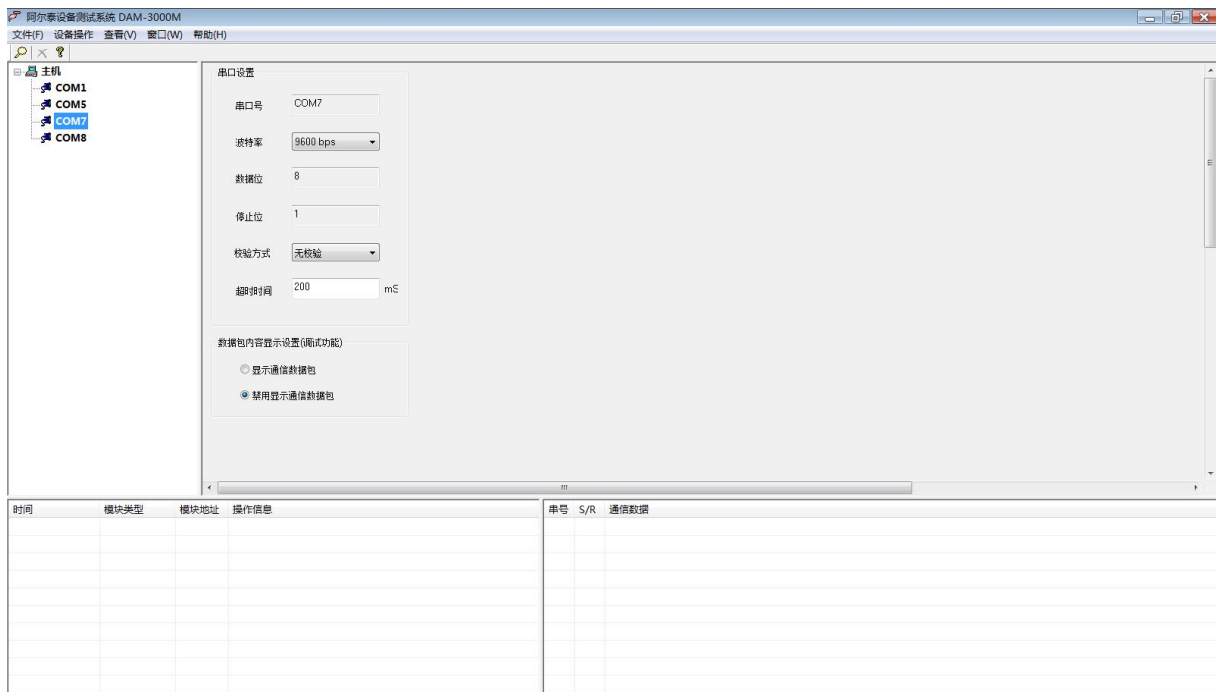 阿尔泰设备测试系统 DAM-3000M
文件(F) 设备操作 查看(V) 窗口(W) 帮助(H)
主机
COM1
COM5
COM7
COM8
串口设置
串口号 COM7
波特率 9600 bps
数据位 8
停止位 1
校验方式 无校验
超时时间 200 mS
数据包内容显示设置(调试功能)
显示通信数据包
禁用显示通信数据包
时间 模块类型 模块地址 操作信息
串号 S/R 通信数据